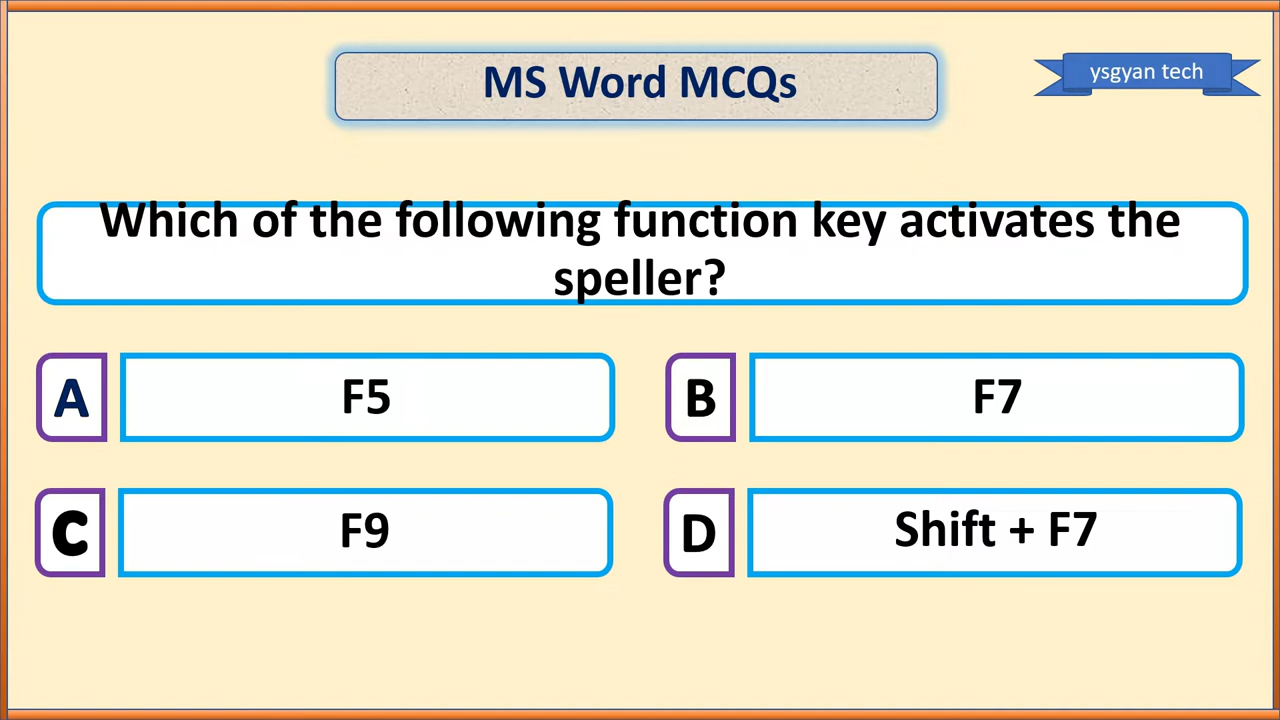 MS Word MCQs
ysgyan tech
Which of the following function key activates the
speller?
A
F5
B
F7
C
F9
D
Shift + F7